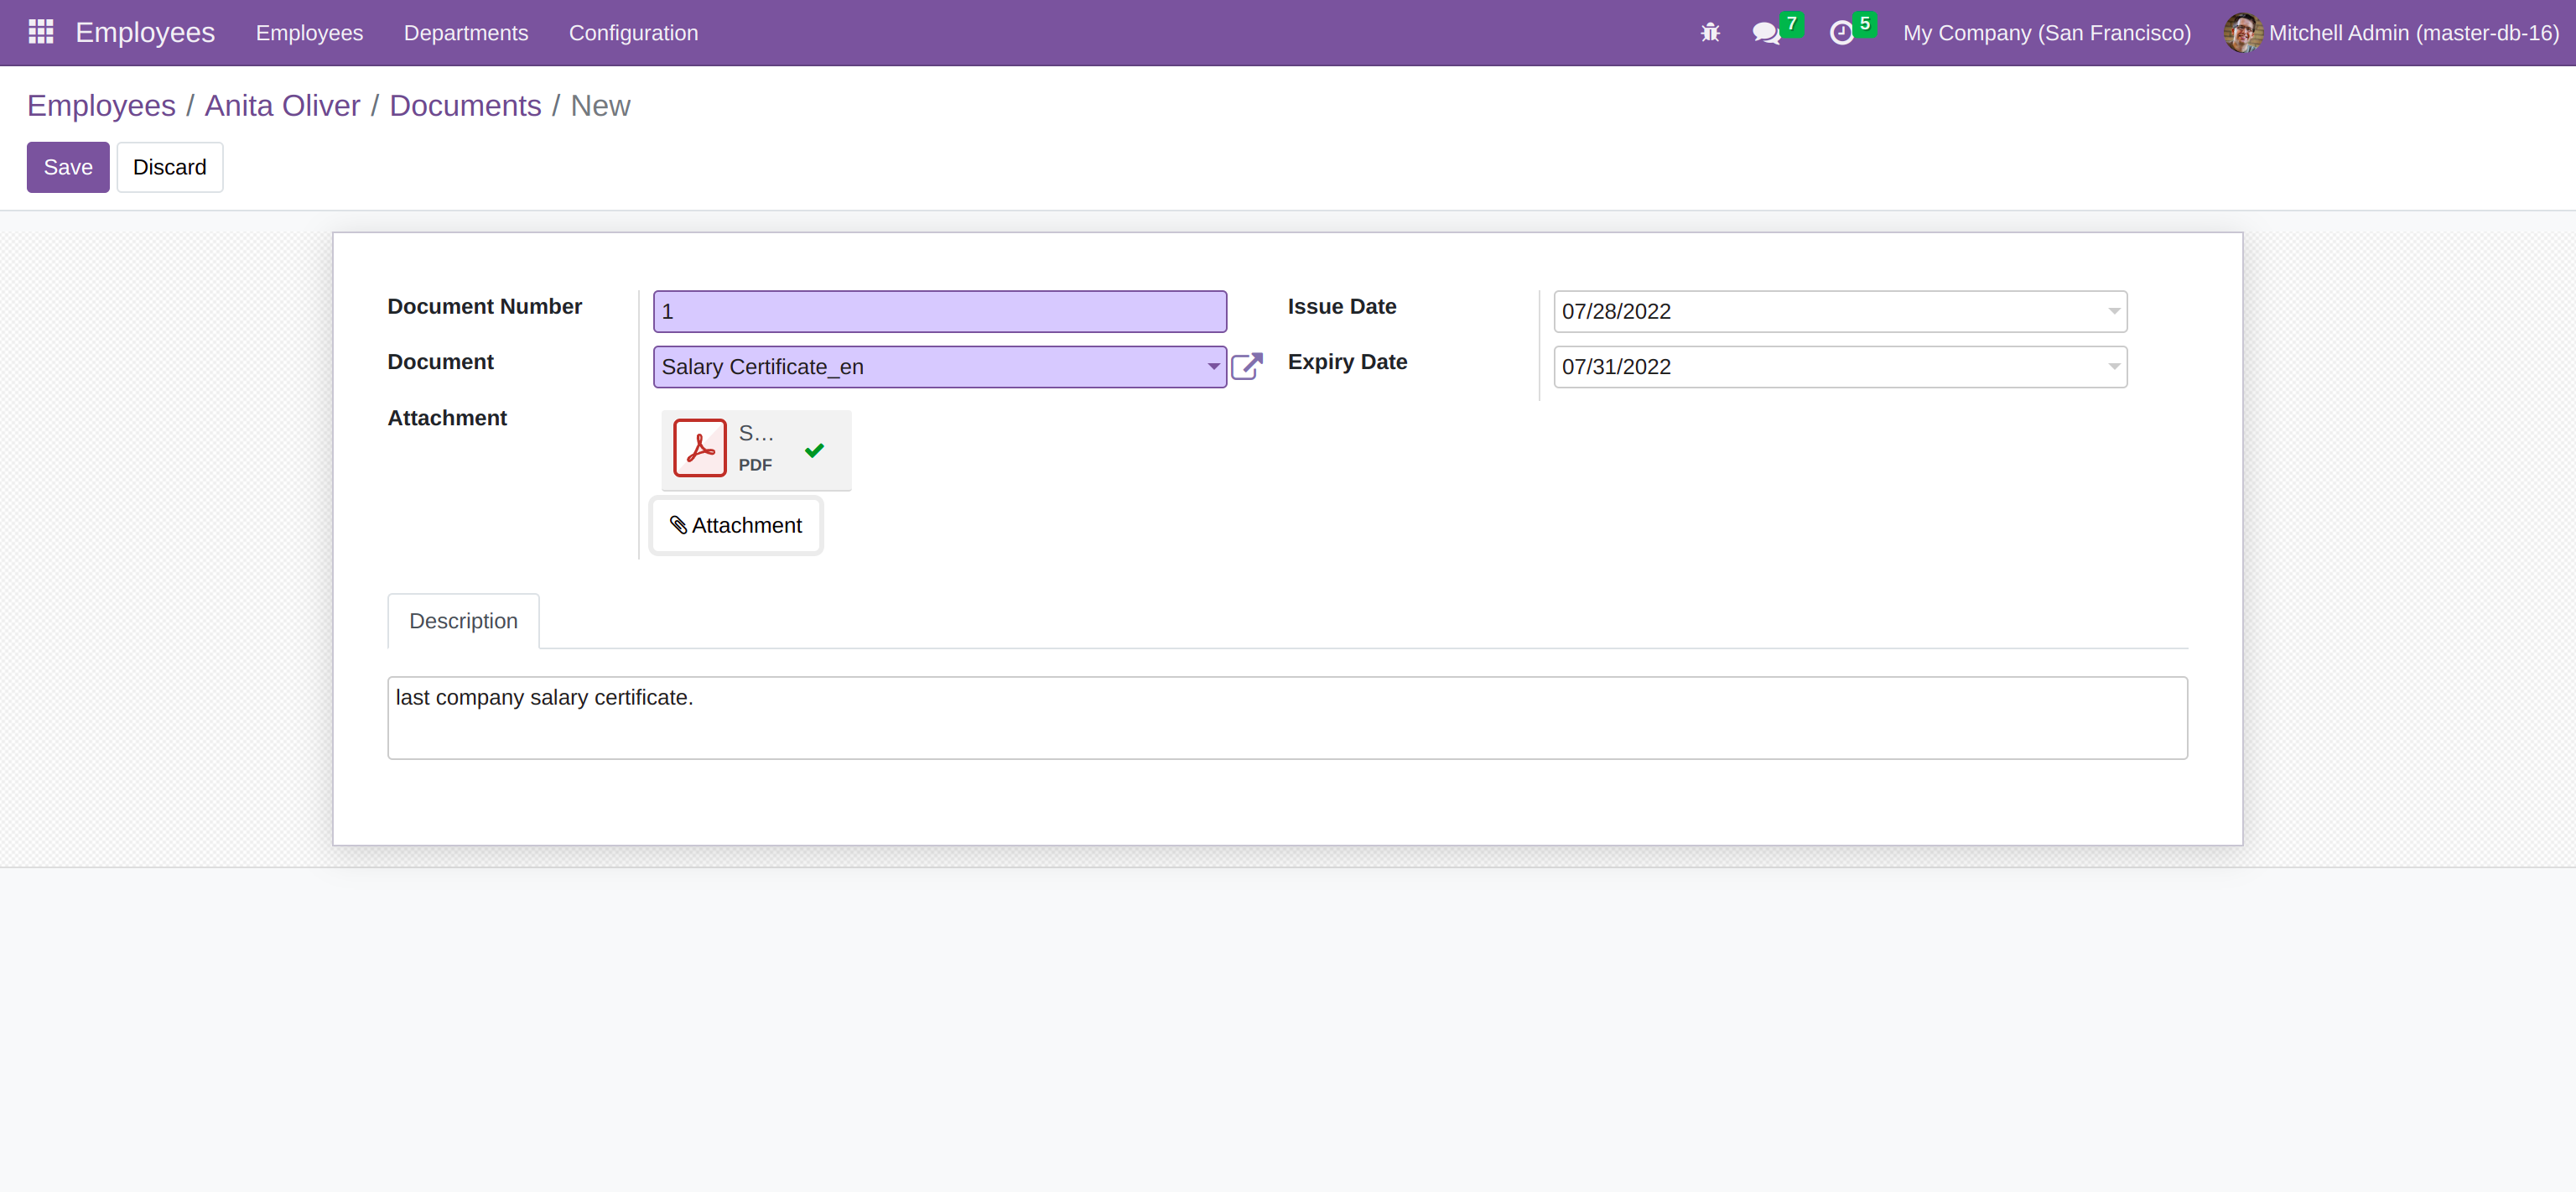 Employees Employees Departments Configuration 7 5 My Company (San Francisco) Mitchell Admin (master-db-16)
Employees / Anita Oliver / Documents / New
Save Discard
Document Number 1 Issue Date 07/28/2022
Document Salary Certificate_en Expiry Date 07/31/2022
Attachment
S...
PDF
Attachment
Description
last company salary certificate.